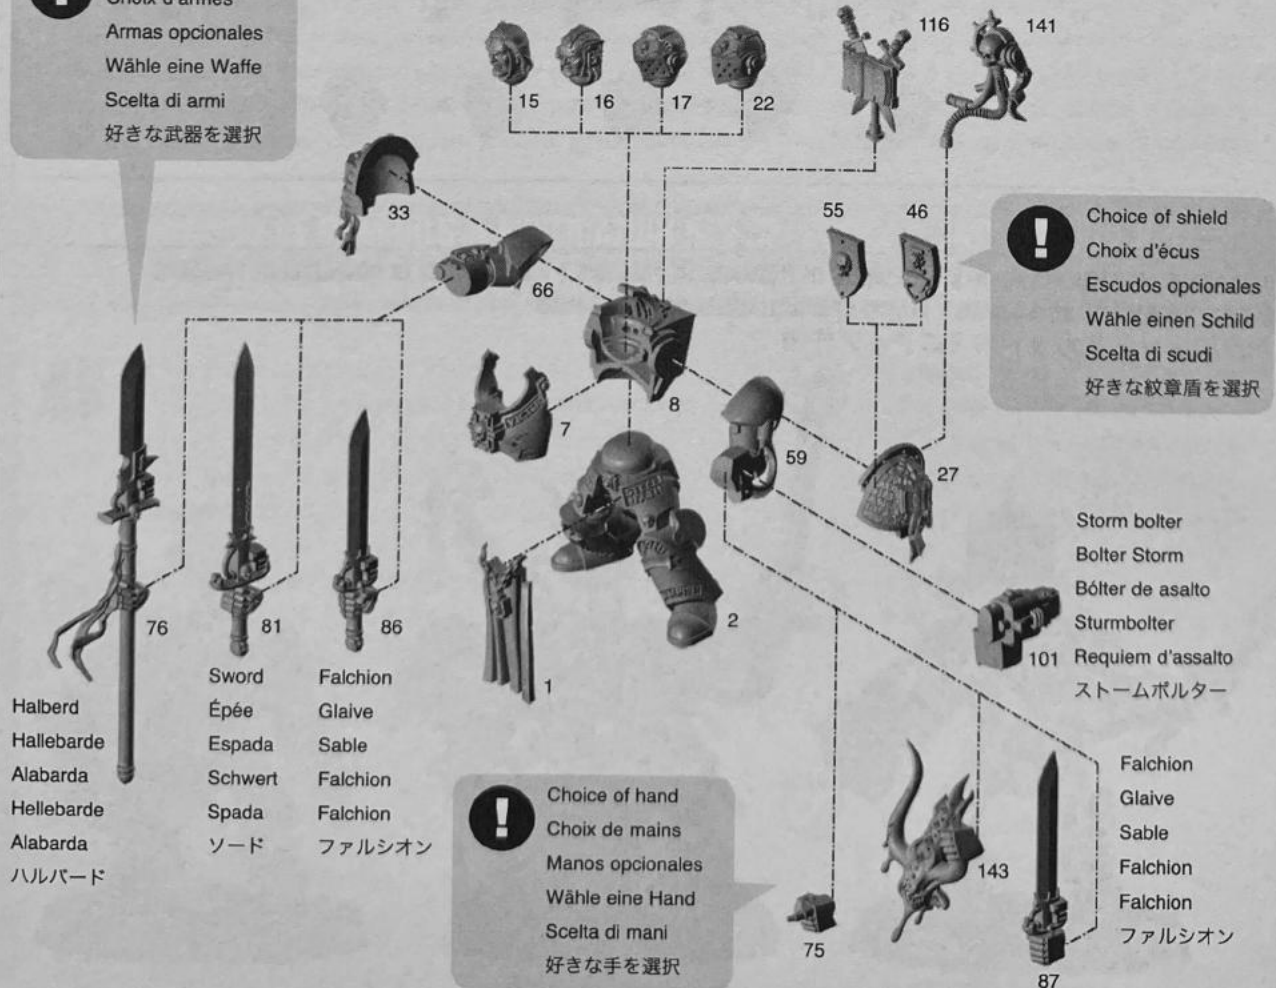 Choix d'armes
Armas opcionales
Wähle eine Waffe
Scelta di armi
好きな武器を選択
15
16
17
22
116
141
33
66
55
46
Choice of shield
Choix d'écus
Escudos opcionales
Wähle einen Schild
Scelta di scudi
好きな紋章盾を選択
7
8
59
27
VICTOR
76
81
86
1
2
101
Storm bolter
Bolter Storm
Bólter de asalto
Sturmbolter
Requiem d'assalto
ストームボルター
Halberd
Hallebarde
Alabarda
Hellebarde
Alabarda
ハルバード
Sword
Épée
Espada
Schwert
Spada
ソード
Falchion
Glaive
Sable
Falchion
Falchion
ファルシオン
Choice of hand
Choix de mains
Manos opcionales
Wähle eine Hand
Scelta di mani
好きな手を選択
75
143
87
Falchion
Glaive
Sable
Falchion
Falchion
ファルシオン